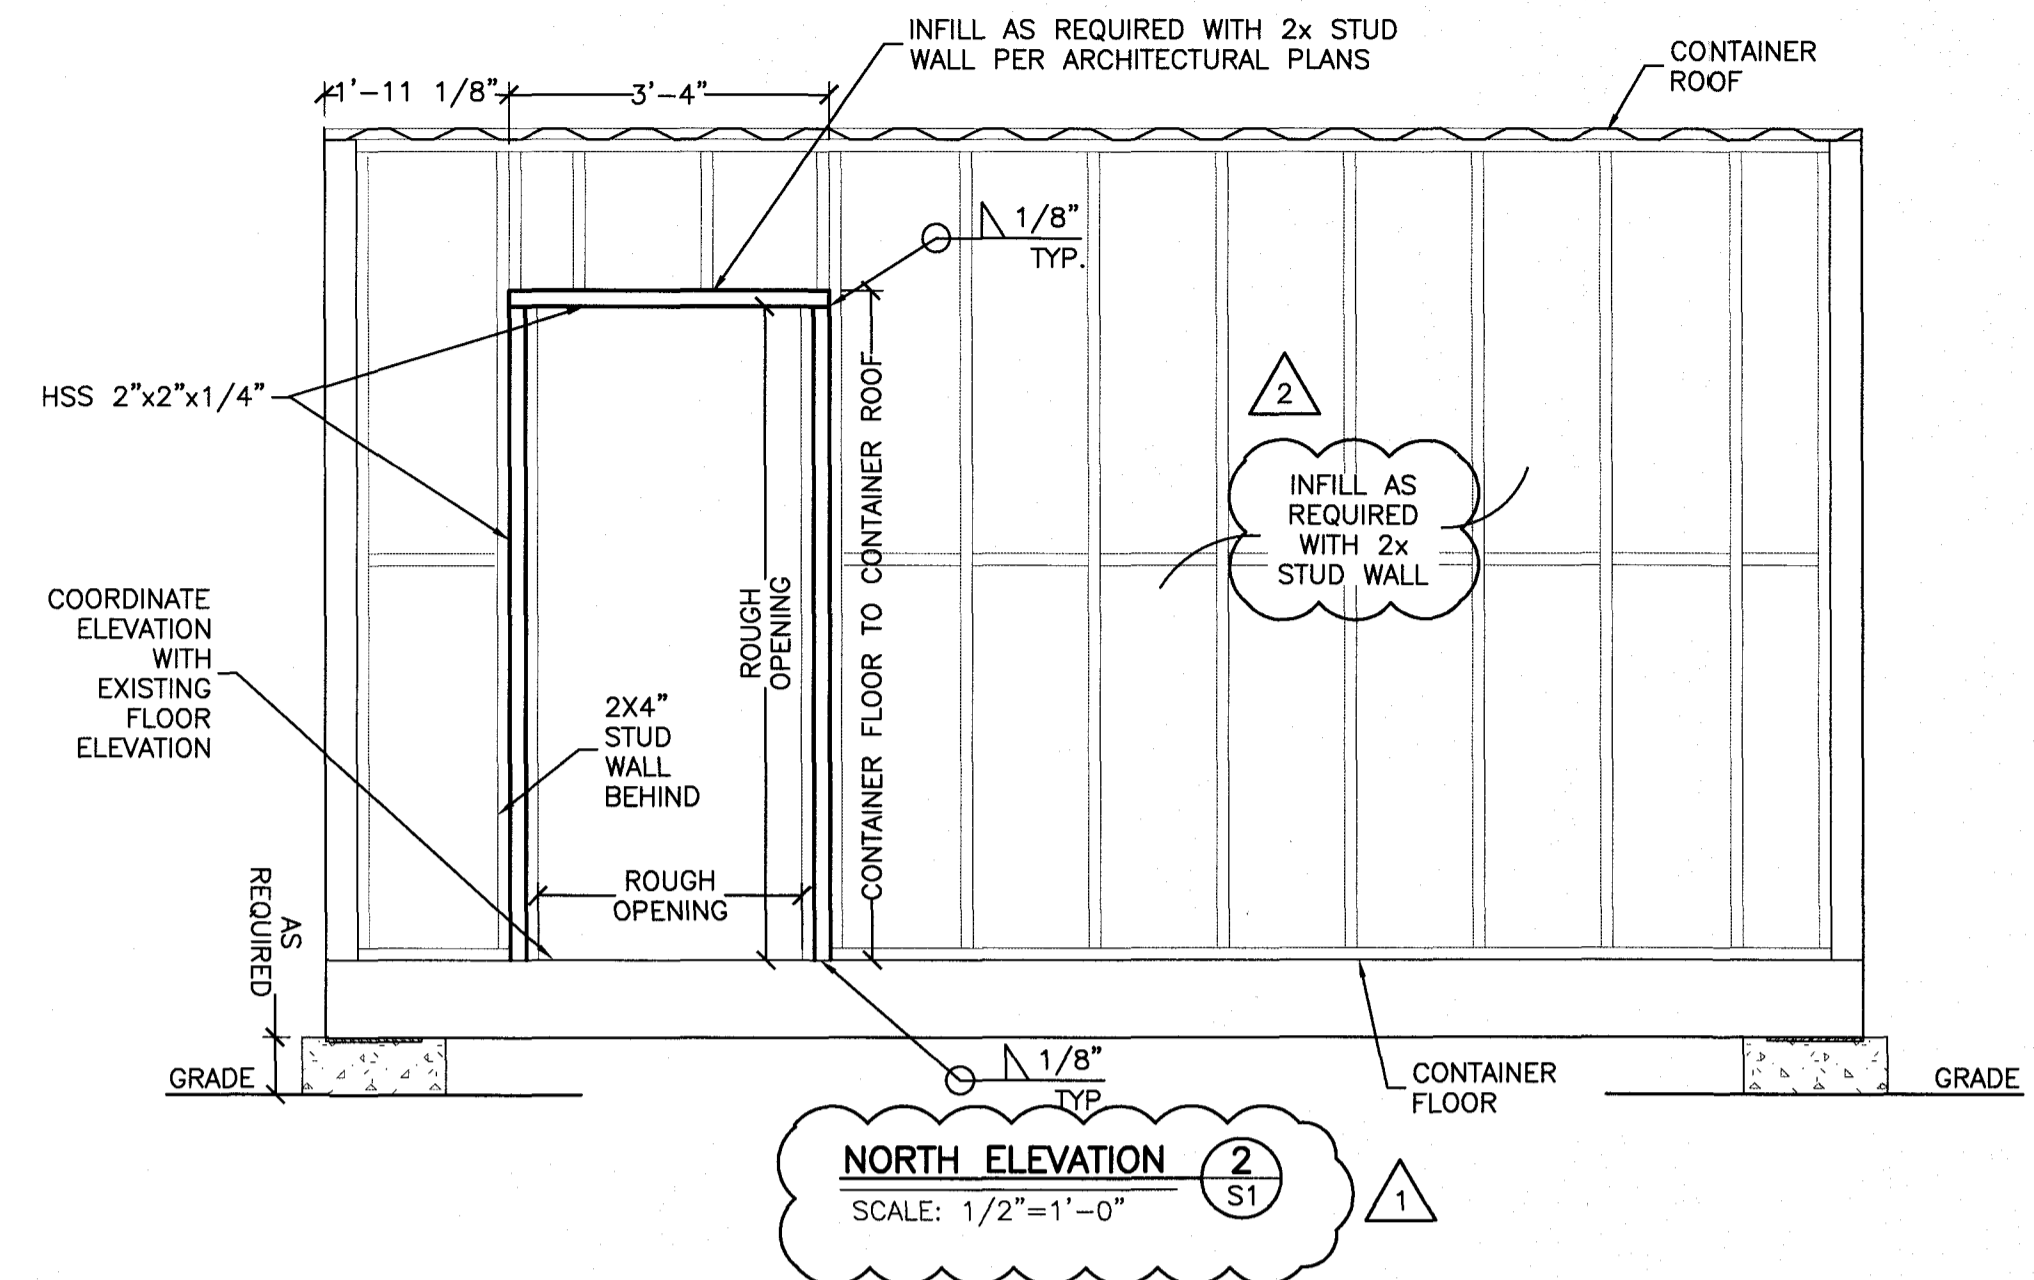 INFILL AS REQUIRED WITH 2x STUD
WALL PER ARCHITECTURAL PLANS
CONTAINER
ROOF
1'-11 1/8"
3'-4"
1/8"
TYP.
HSS 2"x2"x1/4"
CONTAINER FLOOR TO CONTAINER ROOF
2
INFILL AS
REQUIRED
WITH 2x
STUD WALL
ROUGH
OPENING
COORDINATE
ELEVATION
WITH
EXISTING
FLOOR
ELEVATION
2X4"
STUD
WALL
BEHIND
ROUGH
OPENING
AS
REQUIRED
GRADE
1/8"
TYP
CONTAINER
FLOOR
GRADE
NORTH ELEVATION
2
S1
SCALE: 1/2"=1'-0"
1